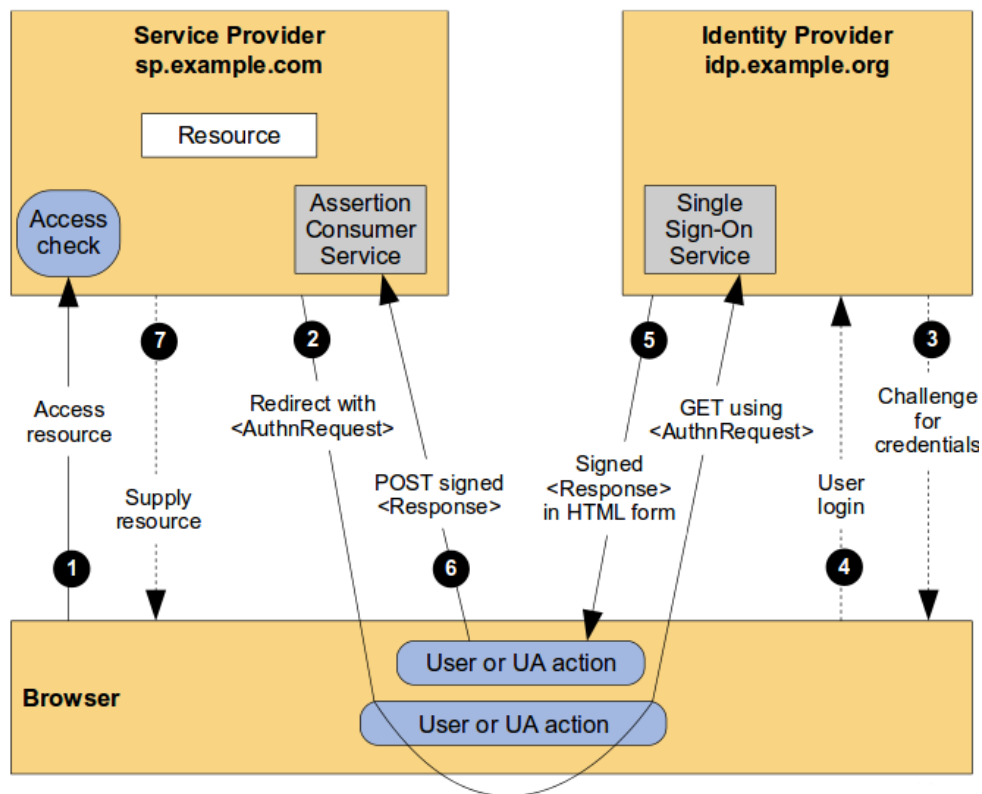 Service Provider
sp.example.com
Identity Provider
idp.example.org
Resource
Access
check
Assertion
Consumer
Service
Single
Sign-On
Service
7
2
5
3
Access
resource
Redirect with
<AuthnRequest>
GET using
<AuthnRequest>
Challenge
for
credentials
Supply
resource
POST signed
<Response>
Signed
<Response>
in HTML form
User
login
1
6
4
User or UA action
Browser
User or UA action